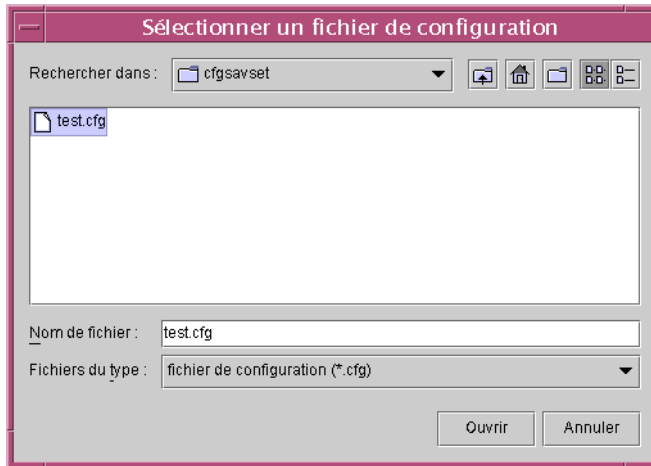 Sélectionner un fichier de configuration
Rechercher dans : cfgsavset
test.cfg
Nom de fichier : test.cfg
Fichiers du type : fichier de configuration (*.cfg)
Ouvrir Annuler